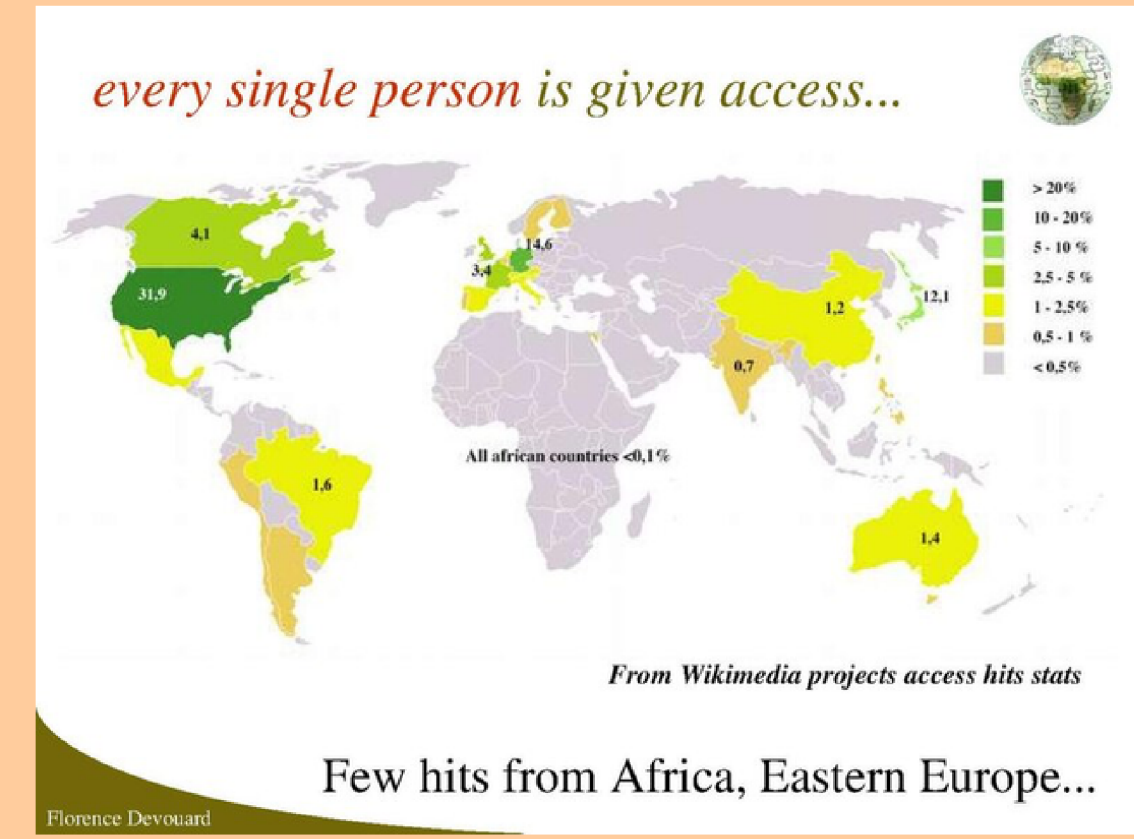 every single person is given access...
> 20%
10 - 20%
5 - 10 %
2,5 - 5 %
1 - 2,5%
0,5 - 1 %
< 0,5%
4,1
31,9
14,6
3,4
12,1
1,2
0,7
All african countries <0,1%
1,6
1,4
From Wikimedia projects access hits stats
Few hits from Africa, Eastern Europe...
Florence Devouard